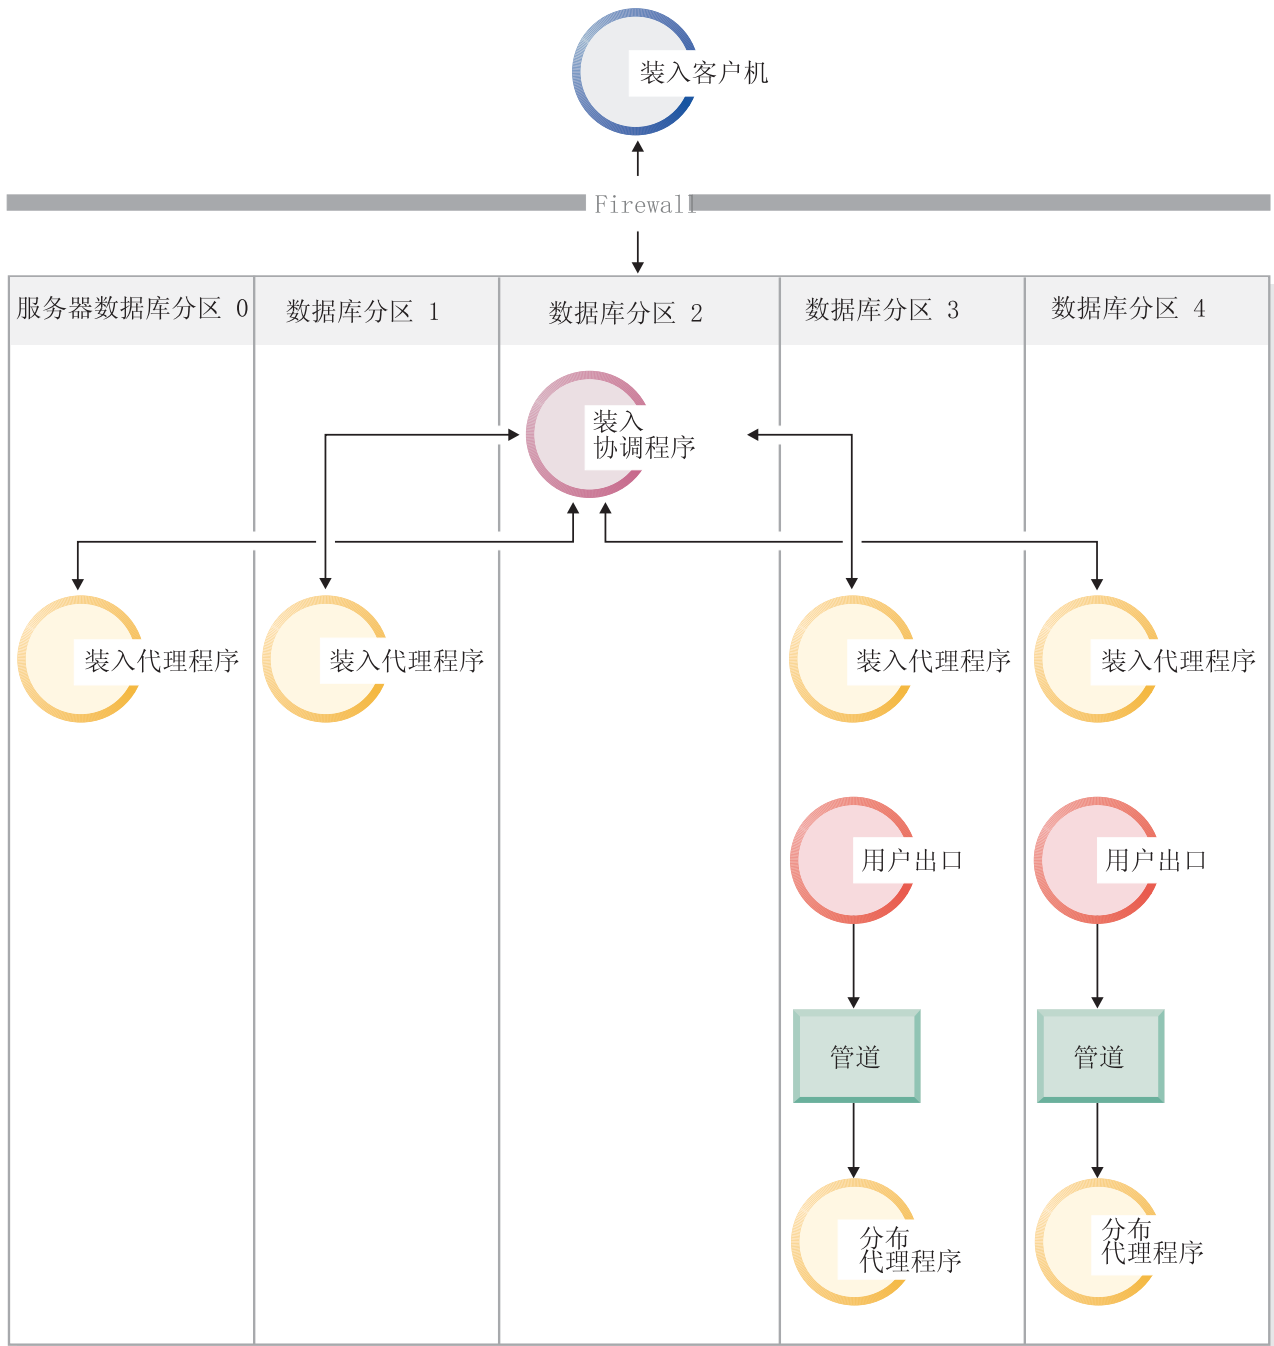 装入客户机
Firewall
服务器数据库分区 0
数据库分区 1
数据库分区 2
数据库分区 3
数据库分区 4
装入
协调程序
装入代理程序
装入代理程序
装入代理程序
装入代理程序
用户出口
用户出口
管道
管道
分布
代理程序
分布
代理程序